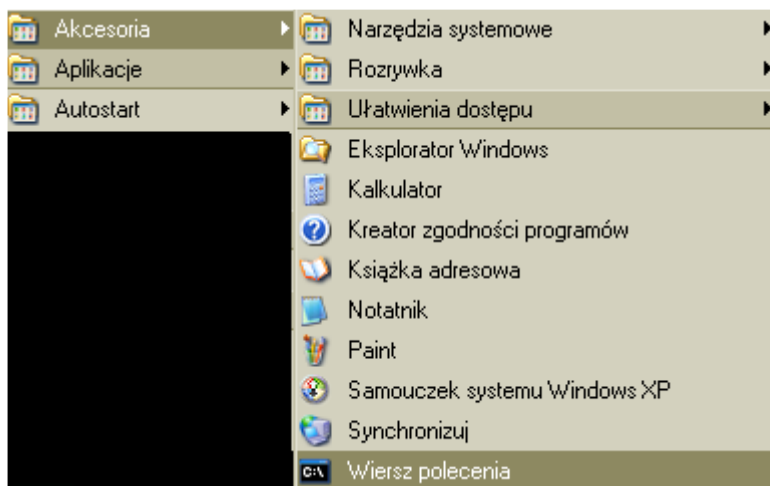 Akcesoria
Aplikacje
Autostart
Narzędzia systemowe
Rozrywka
Ułatwienia dostępu
Eksplorator Windows
Kalkulator
Kreator zgodności programów
Książka adresowa
Notatnik
Paint
Samouczek systemu Windows XP
Synchronizuj
C:\
Wiersz polecenia